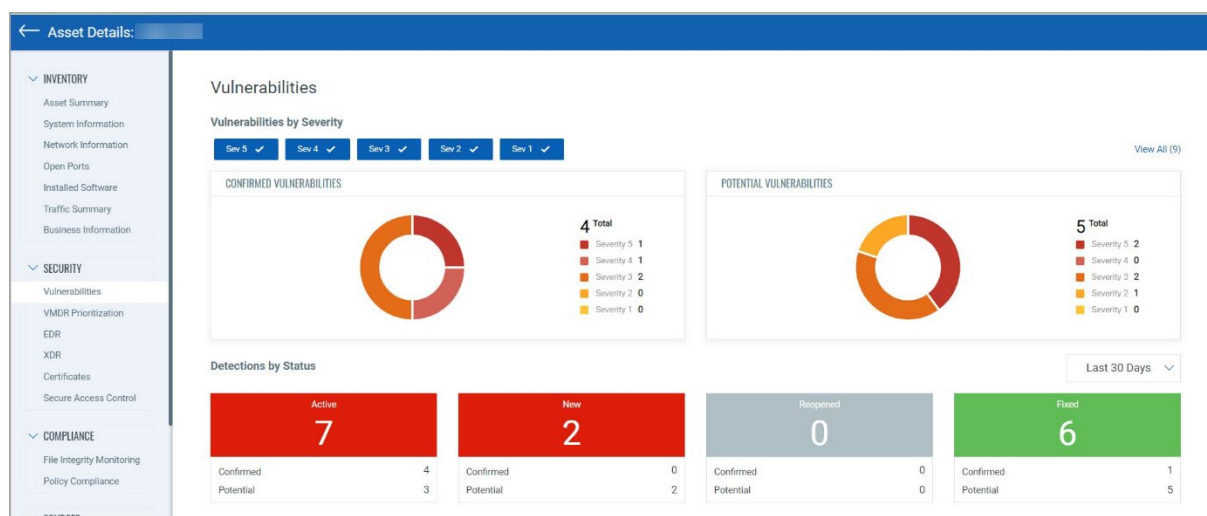 Asset Details:
INVENTORY
Asset Summary
System Information
Network Information
Open Ports
Installed Software
Traffic Summary
Business Information
SECURITY
Vulnerabilities
VMDR Prioritization
EDR
XDR
Certificates
Secure Access Control
COMPLIANCE
File Integrity Monitoring
Policy Compliance
Vulnerabilities
Vulnerabilities by Severity
Sev 5 Sev 4 Sev 3 Sev 2 Sev 1 View All (9)
CONFIRMED VULNERABILITIES
4 Total
Severity 5 1
Severity 4 1
Severity 3 2
Severity 2 0
Severity 1 0
POTENTIAL VULNERABILITIES
5 Total
Severity 5 2
Severity 4 0
Severity 3 2
Severity 2 1
Severity 1 0
Detections by Status Last 30 Days
Active
7
Confirmed 4
Potential 3
New
2
Confirmed 0
Potential 2
Reopened
0
Confirmed 0
Potential 0
Fixed
6
Confirmed 1
Potential 5